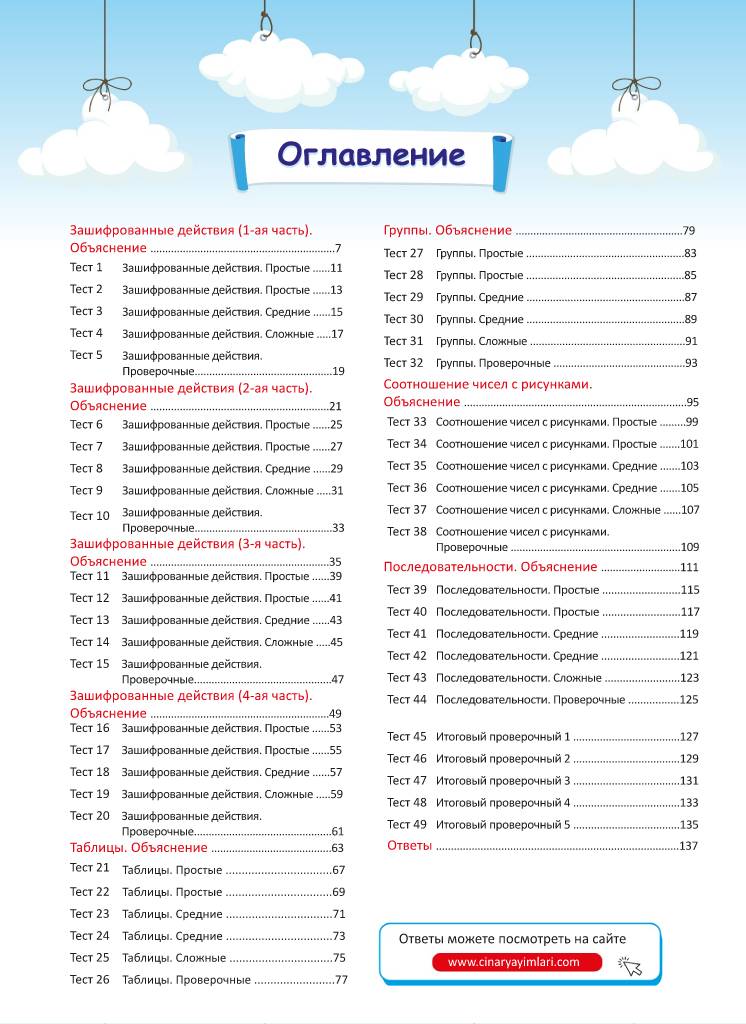 Оглавление
Зашифрованные действия (1-ая часть).
Объяснение ........................................................7
Тест 1 Зашифрованные действия. Простые ......11
Тест 2 Зашифрованные действия. Простые ......13
Тест 3 Зашифрованные действия. Средние ......15
Тест 4 Зашифрованные действия. Сложные .....17
Тест 5 Зашифрованные действия.
Проверочные..........................................19
Зашифрованные действия (2-ая часть).
Объяснение ......................................................21
Тест 6 Зашифрованные действия. Простые ......25
Тест 7 Зашифрованные действия. Простые ......27
Тест 8 Зашифрованные действия. Средние ......29
Тест 9 Зашифрованные действия. Сложные .....31
Тест 10 Зашифрованные действия.
Проверочные..........................................33
Зашифрованные действия (3-я часть).
Объяснение ......................................................35
Тест 11 Зашифрованные действия. Простые ......39
Тест 12 Зашифрованные действия. Простые ......41
Тест 13 Зашифрованные действия. Средние ......43
Тест 14 Зашифрованные действия. Сложные .....45
Тест 15 Зашифрованные действия.
Проверочные..........................................47
Зашифрованные действия (4-ая часть).
Объяснение ......................................................49
Тест 16 Зашифрованные действия. Простые ......53
Тест 17 Зашифрованные действия. Простые ......55
Тест 18 Зашифрованные действия. Средние ......57
Тест 19 Зашифрованные действия. Сложные .....59
Тест 20 Зашифрованные действия.
Проверочные..........................................61
Таблицы. Объяснение ....................................63
Тест 21 Таблицы. Простые ................................67
Тест 22 Таблицы. Простые ................................69
Тест 23 Таблицы. Средние ................................71
Тест 24 Таблицы. Средние ................................73
Тест 25 Таблицы. Сложные ...............................75
Тест 26 Таблицы. Проверочные ............................77
Группы. Объяснение ..................................................79
Тест 27 Группы. Простые ...............................................83
Тест 28 Группы. Простые ...............................................85
Тест 29 Группы. Средние ...............................................87
Тест 30 Группы. Средние ...............................................89
Тест 31 Группы. Сложные ..............................................91
Тест 32 Группы. Проверочные ........................................93
Соотношение чисел с рисунками.
Объяснение ....................................................................95
Тест 33 Соотношение чисел с рисунками. Простые ........99
Тест 34 Соотношение чисел с рисунками. Простые ......101
Тест 35 Соотношение чисел с рисунками. Средние ......103
Тест 36 Соотношение чисел с рисунками. Средние ......105
Тест 37 Соотношение чисел с рисунками. Сложные .....107
Тест 38 Соотношение чисел с рисунками.
Проверочные ..................................................109
Последовательности. Объяснение .......................111
Тест 39 Последовательности. Простые ........................115
Тест 40 Последовательности. Простые ........................117
Тест 41 Последовательности. Средние ........................119
Тест 42 Последовательности. Средние ........................121
Тест 43 Последовательности. Сложные .......................123
Тест 44 Последовательности. Проверочные ................125
Тест 45 Итоговый проверочный 1 ................................127
Тест 46 Итоговый проверочный 2 ................................129
Тест 47 Итоговый проверочный 3 ................................131
Тест 48 Итоговый проверочный 4 ................................133
Тест 49 Итоговый проверочный 5 ................................135
Ответы .........................................................................137
Ответы можете посмотреть на сайте
www.cinaryayimlari.com